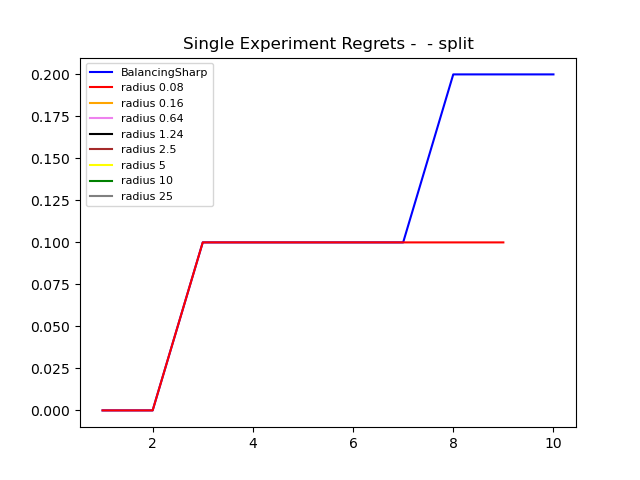 Single Experiment Regrets -  - split
0.200
0.175
0.150
0.125
0.100
0.075
0.050
0.025
0.000
BalancingSharp
radius 0.08
radius 0.16
radius 0.64
radius 1.24
radius 2.5
radius 5
radius 10
radius 25
2 4 6 8 10